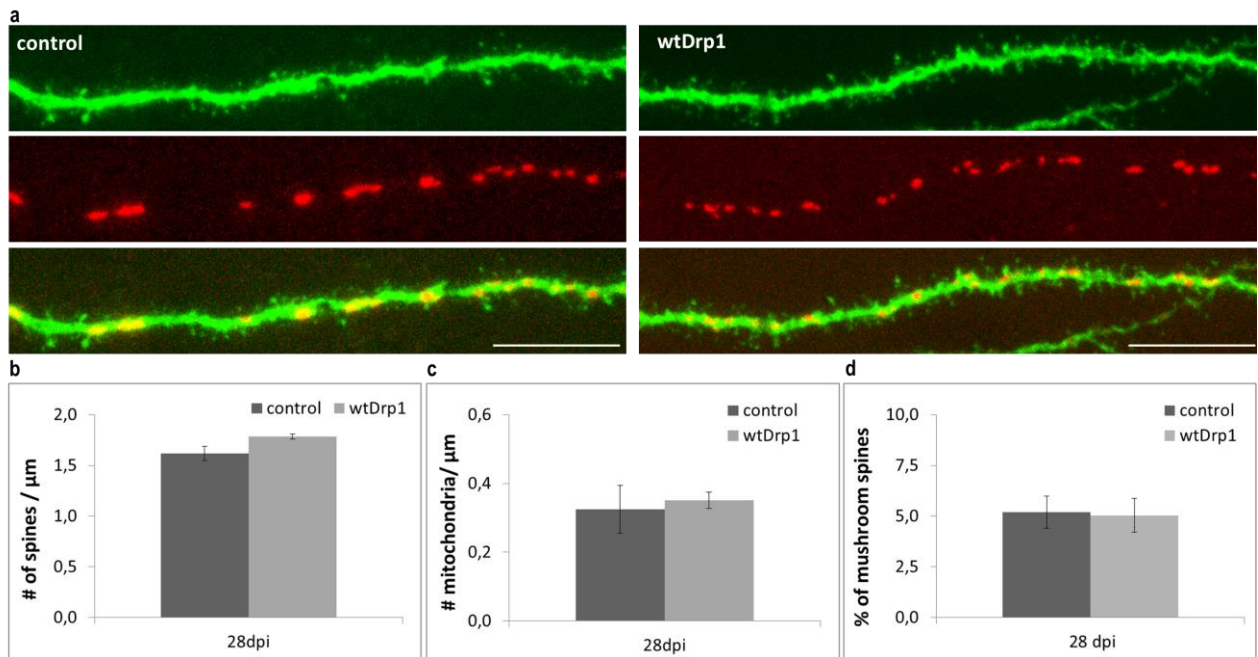 a
control
wtDrp1
b
# of spines / µm
2,0
1,5
1,0
0,5
0,0
control wtDrp1
28dpi
c
# mitochondria/ µm
0,6
0,4
0,2
0,0
control
wtDrp1
28dpi
d
% of mushroom spines
10,0
7,5
5,0
2,5
0,0
control
wtDrp1
28 dpi